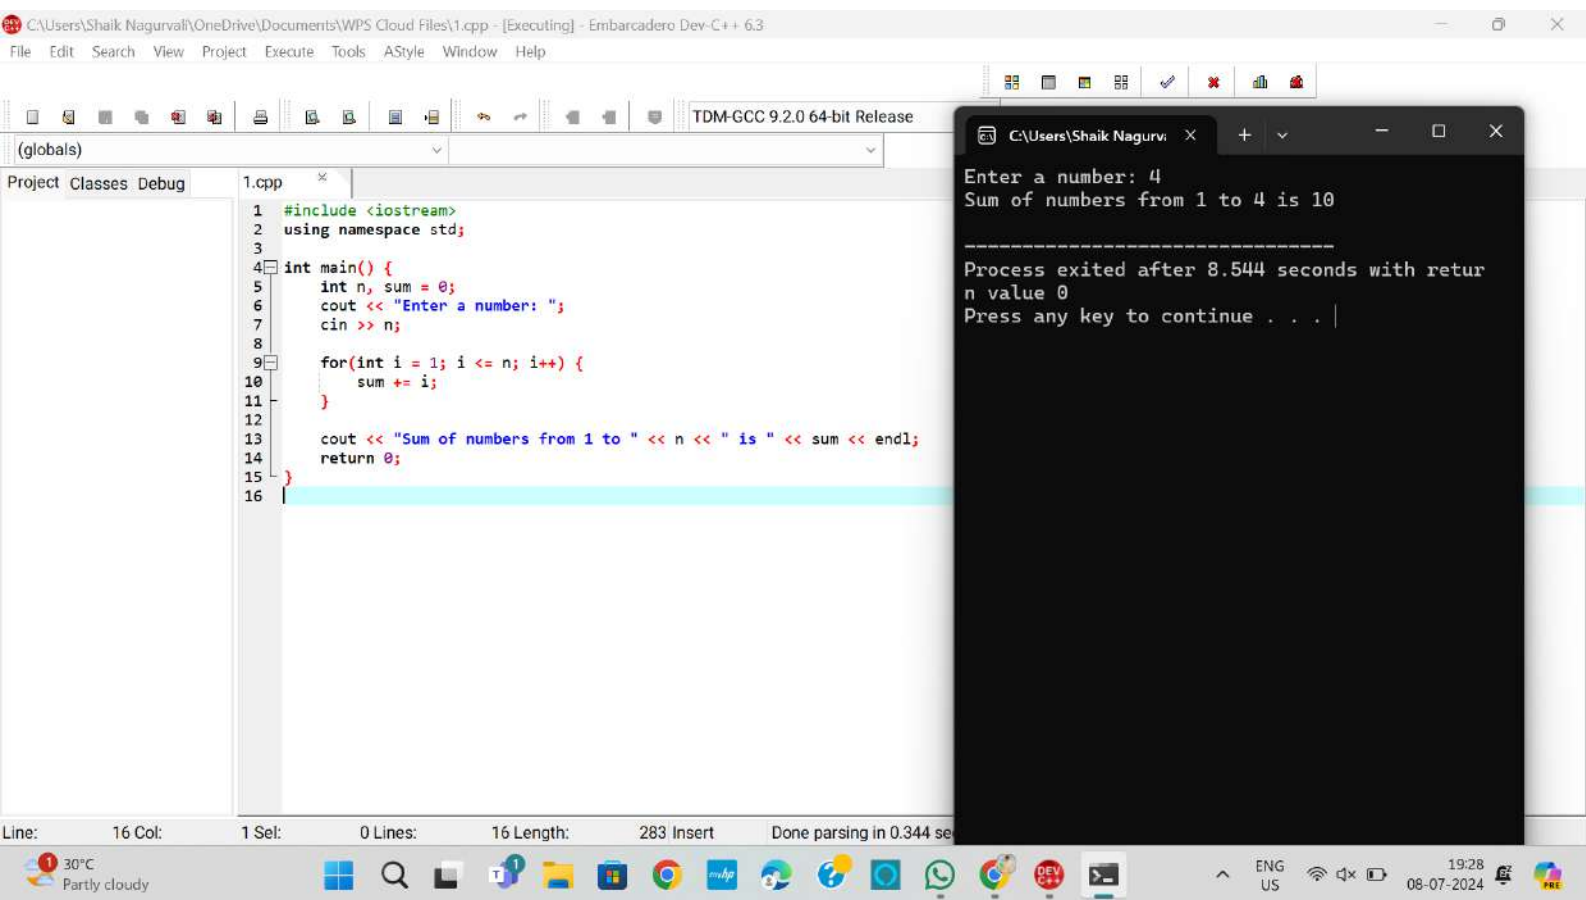 C:\Users\Shaik Nagurvali\OneDrive\Documents\WPS Cloud Files\1.cpp - [Executing] - Embarcadero Dev-C++ 6.3
File Edit Search View Project Execute Tools AStyle Window Help
TDM-GCC 9.2.0 64-bit Release
(globals)
Project Classes Debug
1.cpp
1 #include <iostream>
2 using namespace std;
3
4 int main() {
5     int n, sum = 0;
6     cout << "Enter a number: ";
7     cin >> n;
8
9     for(int i = 1; i <= n; i++) {
10         sum += i;
11     }
12
13     cout << "Sum of numbers from 1 to " << n << " is " << sum << endl;
14     return 0;
15 }
16
C:\Users\Shaik Nagurva
Enter a number: 4
Sum of numbers from 1 to 4 is 10
--------------------------------
Process exited after 8.544 seconds with retur
n value 0
Press any key to continue . . .
Line: 16 Col: 1 Sel: 0 Lines: 16 Length: 283 Insert Done parsing in 0.344 se
1
30°C
Partly cloudy
1
myhp
DEV
C++
ENG
US
19:28
08-07-2024
PRE